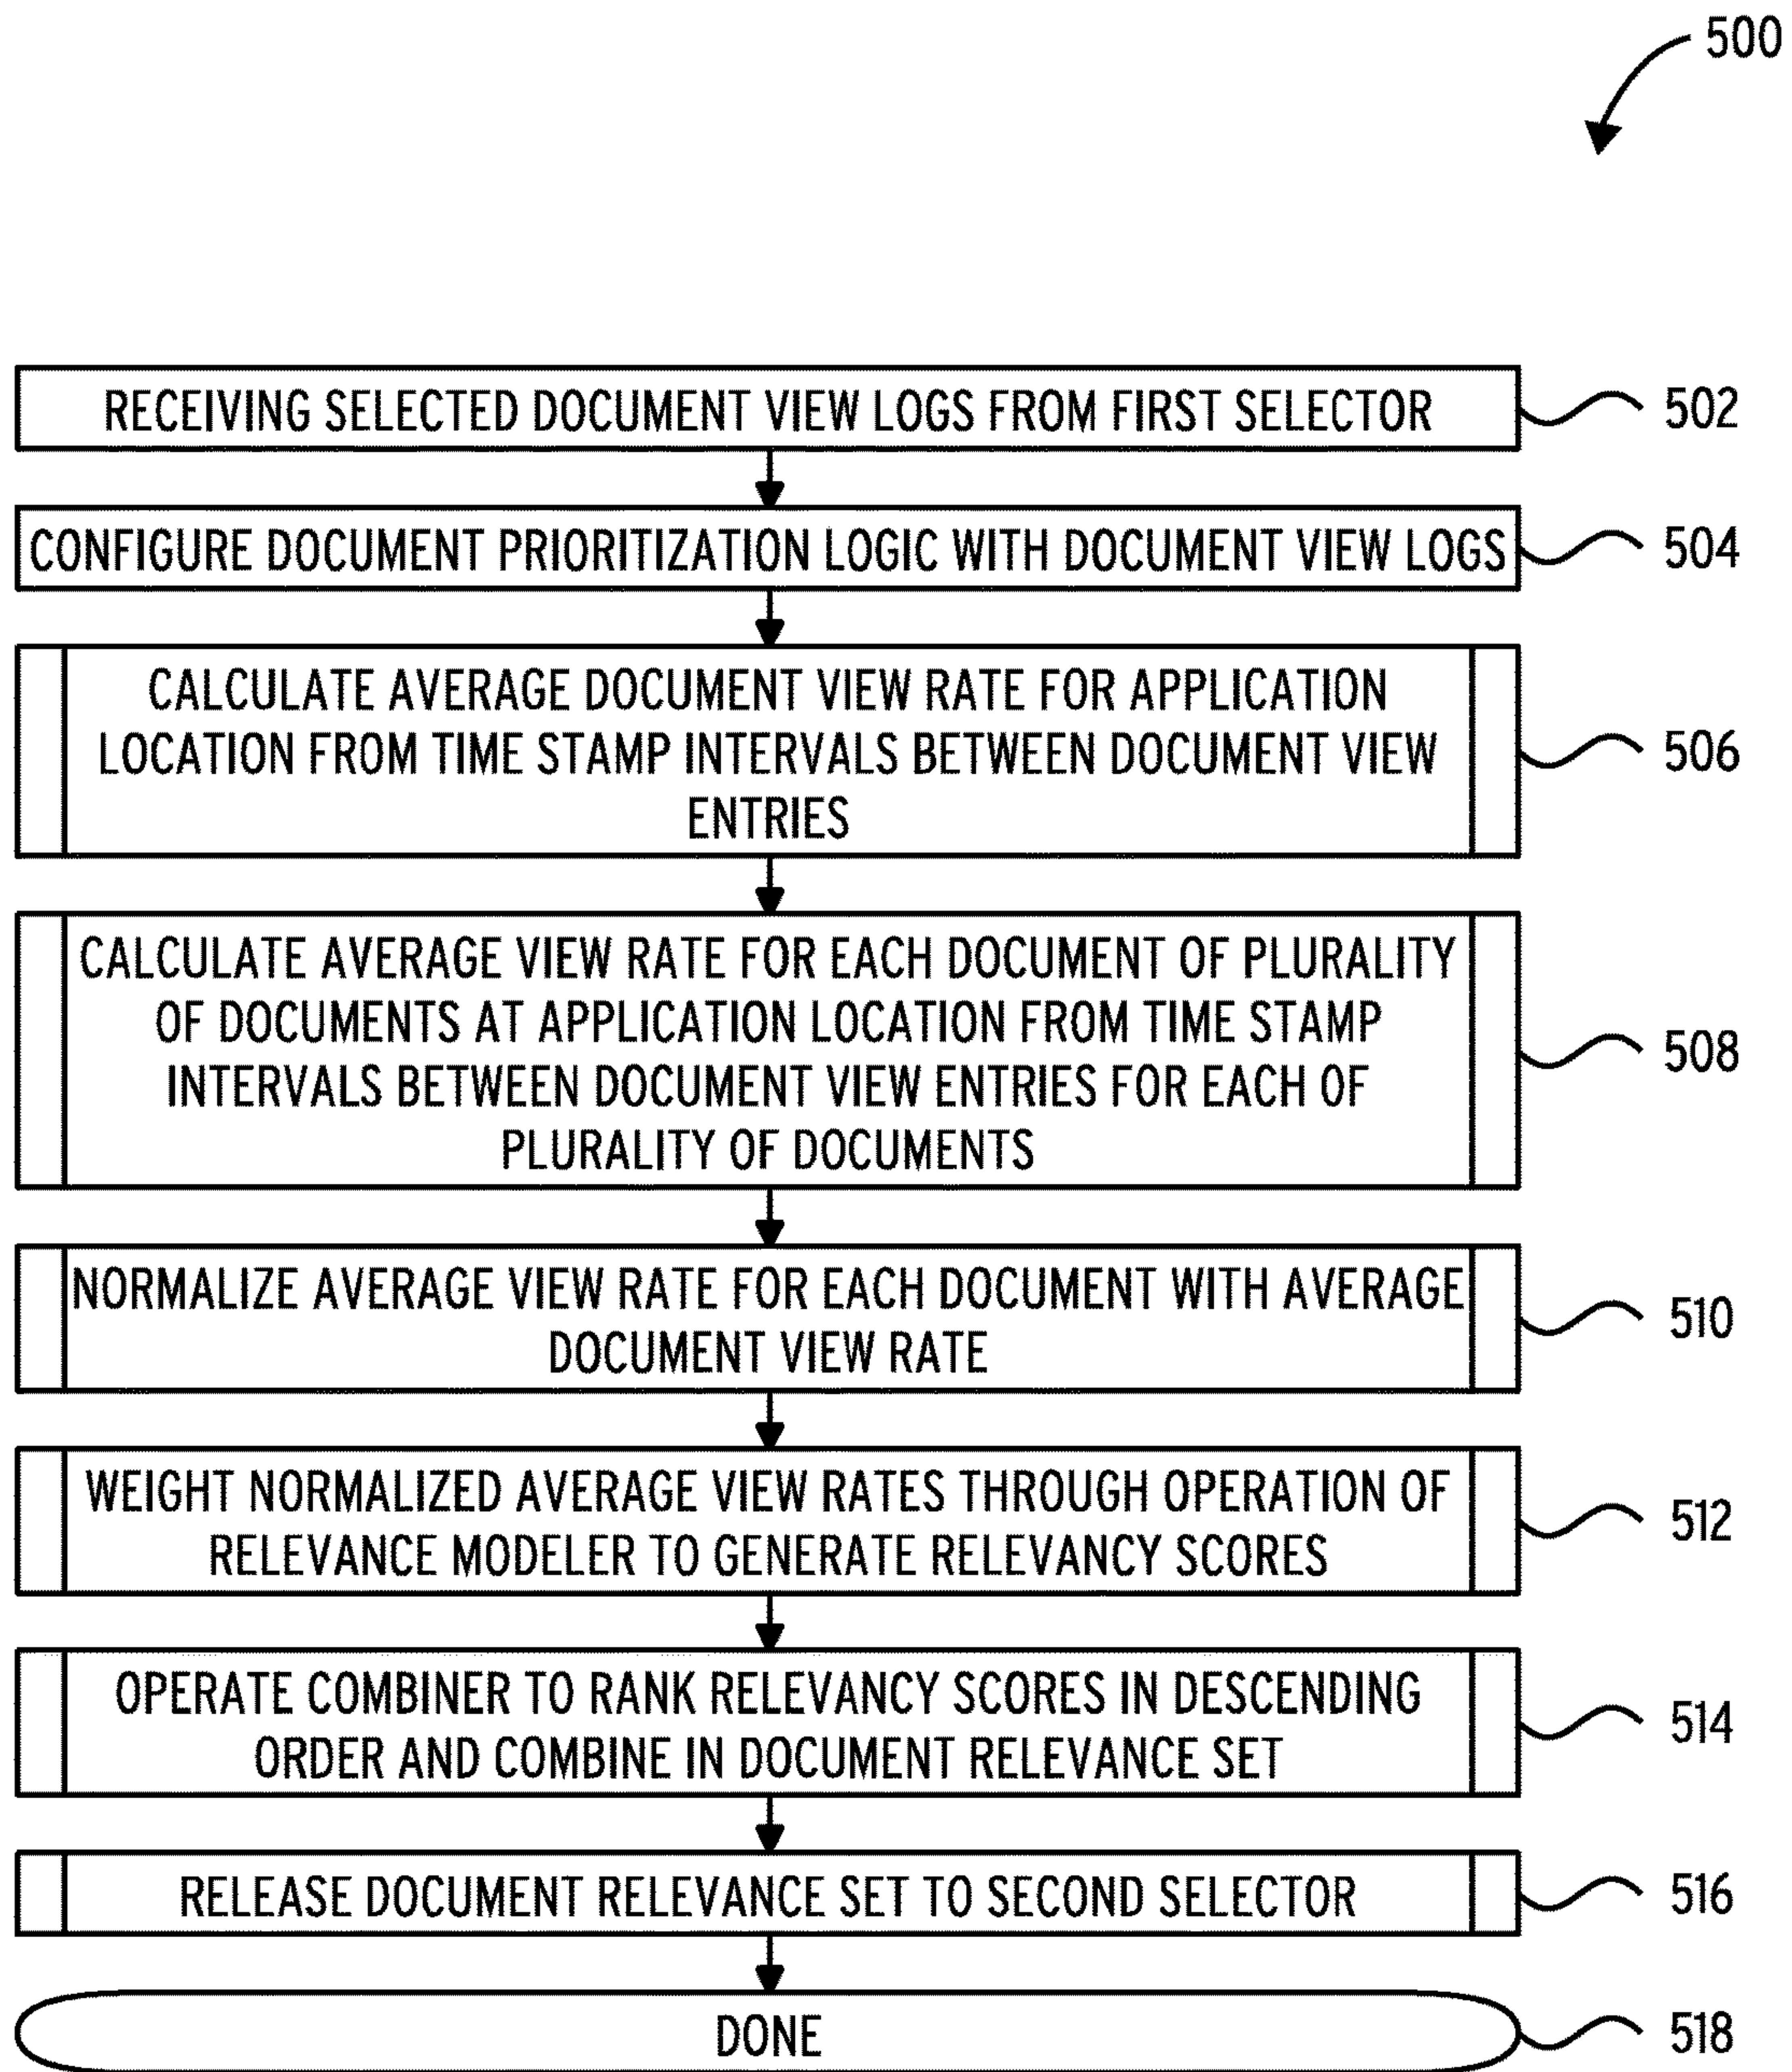 500
RECEIVING SELECTED DOCUMENT VIEW LOGS FROM FIRST SELECTOR
502
CONFIGURE DOCUMENT PRIORITIZATION LOGIC WITH DOCUMENT VIEW LOGS
504
CALCULATE AVERAGE DOCUMENT VIEW RATE FOR APPLICATION
LOCATION FROM TIME STAMP INTERVALS BETWEEN DOCUMENT VIEW
ENTRIES
506
CALCULATE AVERAGE VIEW RATE FOR EACH DOCUMENT OF PLURALITY
OF DOCUMENTS AT APPLICATION LOCATION FROM TIME STAMP
INTERVALS BETWEEN DOCUMENT VIEW ENTRIES FOR EACH OF
PLURALITY OF DOCUMENTS
508
NORMALIZE AVERAGE VIEW RATE FOR EACH DOCUMENT WITH AVERAGE
DOCUMENT VIEW RATE
510
WEIGHT NORMALIZED AVERAGE VIEW RATES THROUGH OPERATION OF
RELEVANCE MODELER TO GENERATE RELEVANCY SCORES
512
OPERATE COMBINER TO RANK RELEVANCY SCORES IN DESCENDING
ORDER AND COMBINE IN DOCUMENT RELEVANCE SET
514
RELEASE DOCUMENT RELEVANCE SET TO SECOND SELECTOR
516
DONE
518